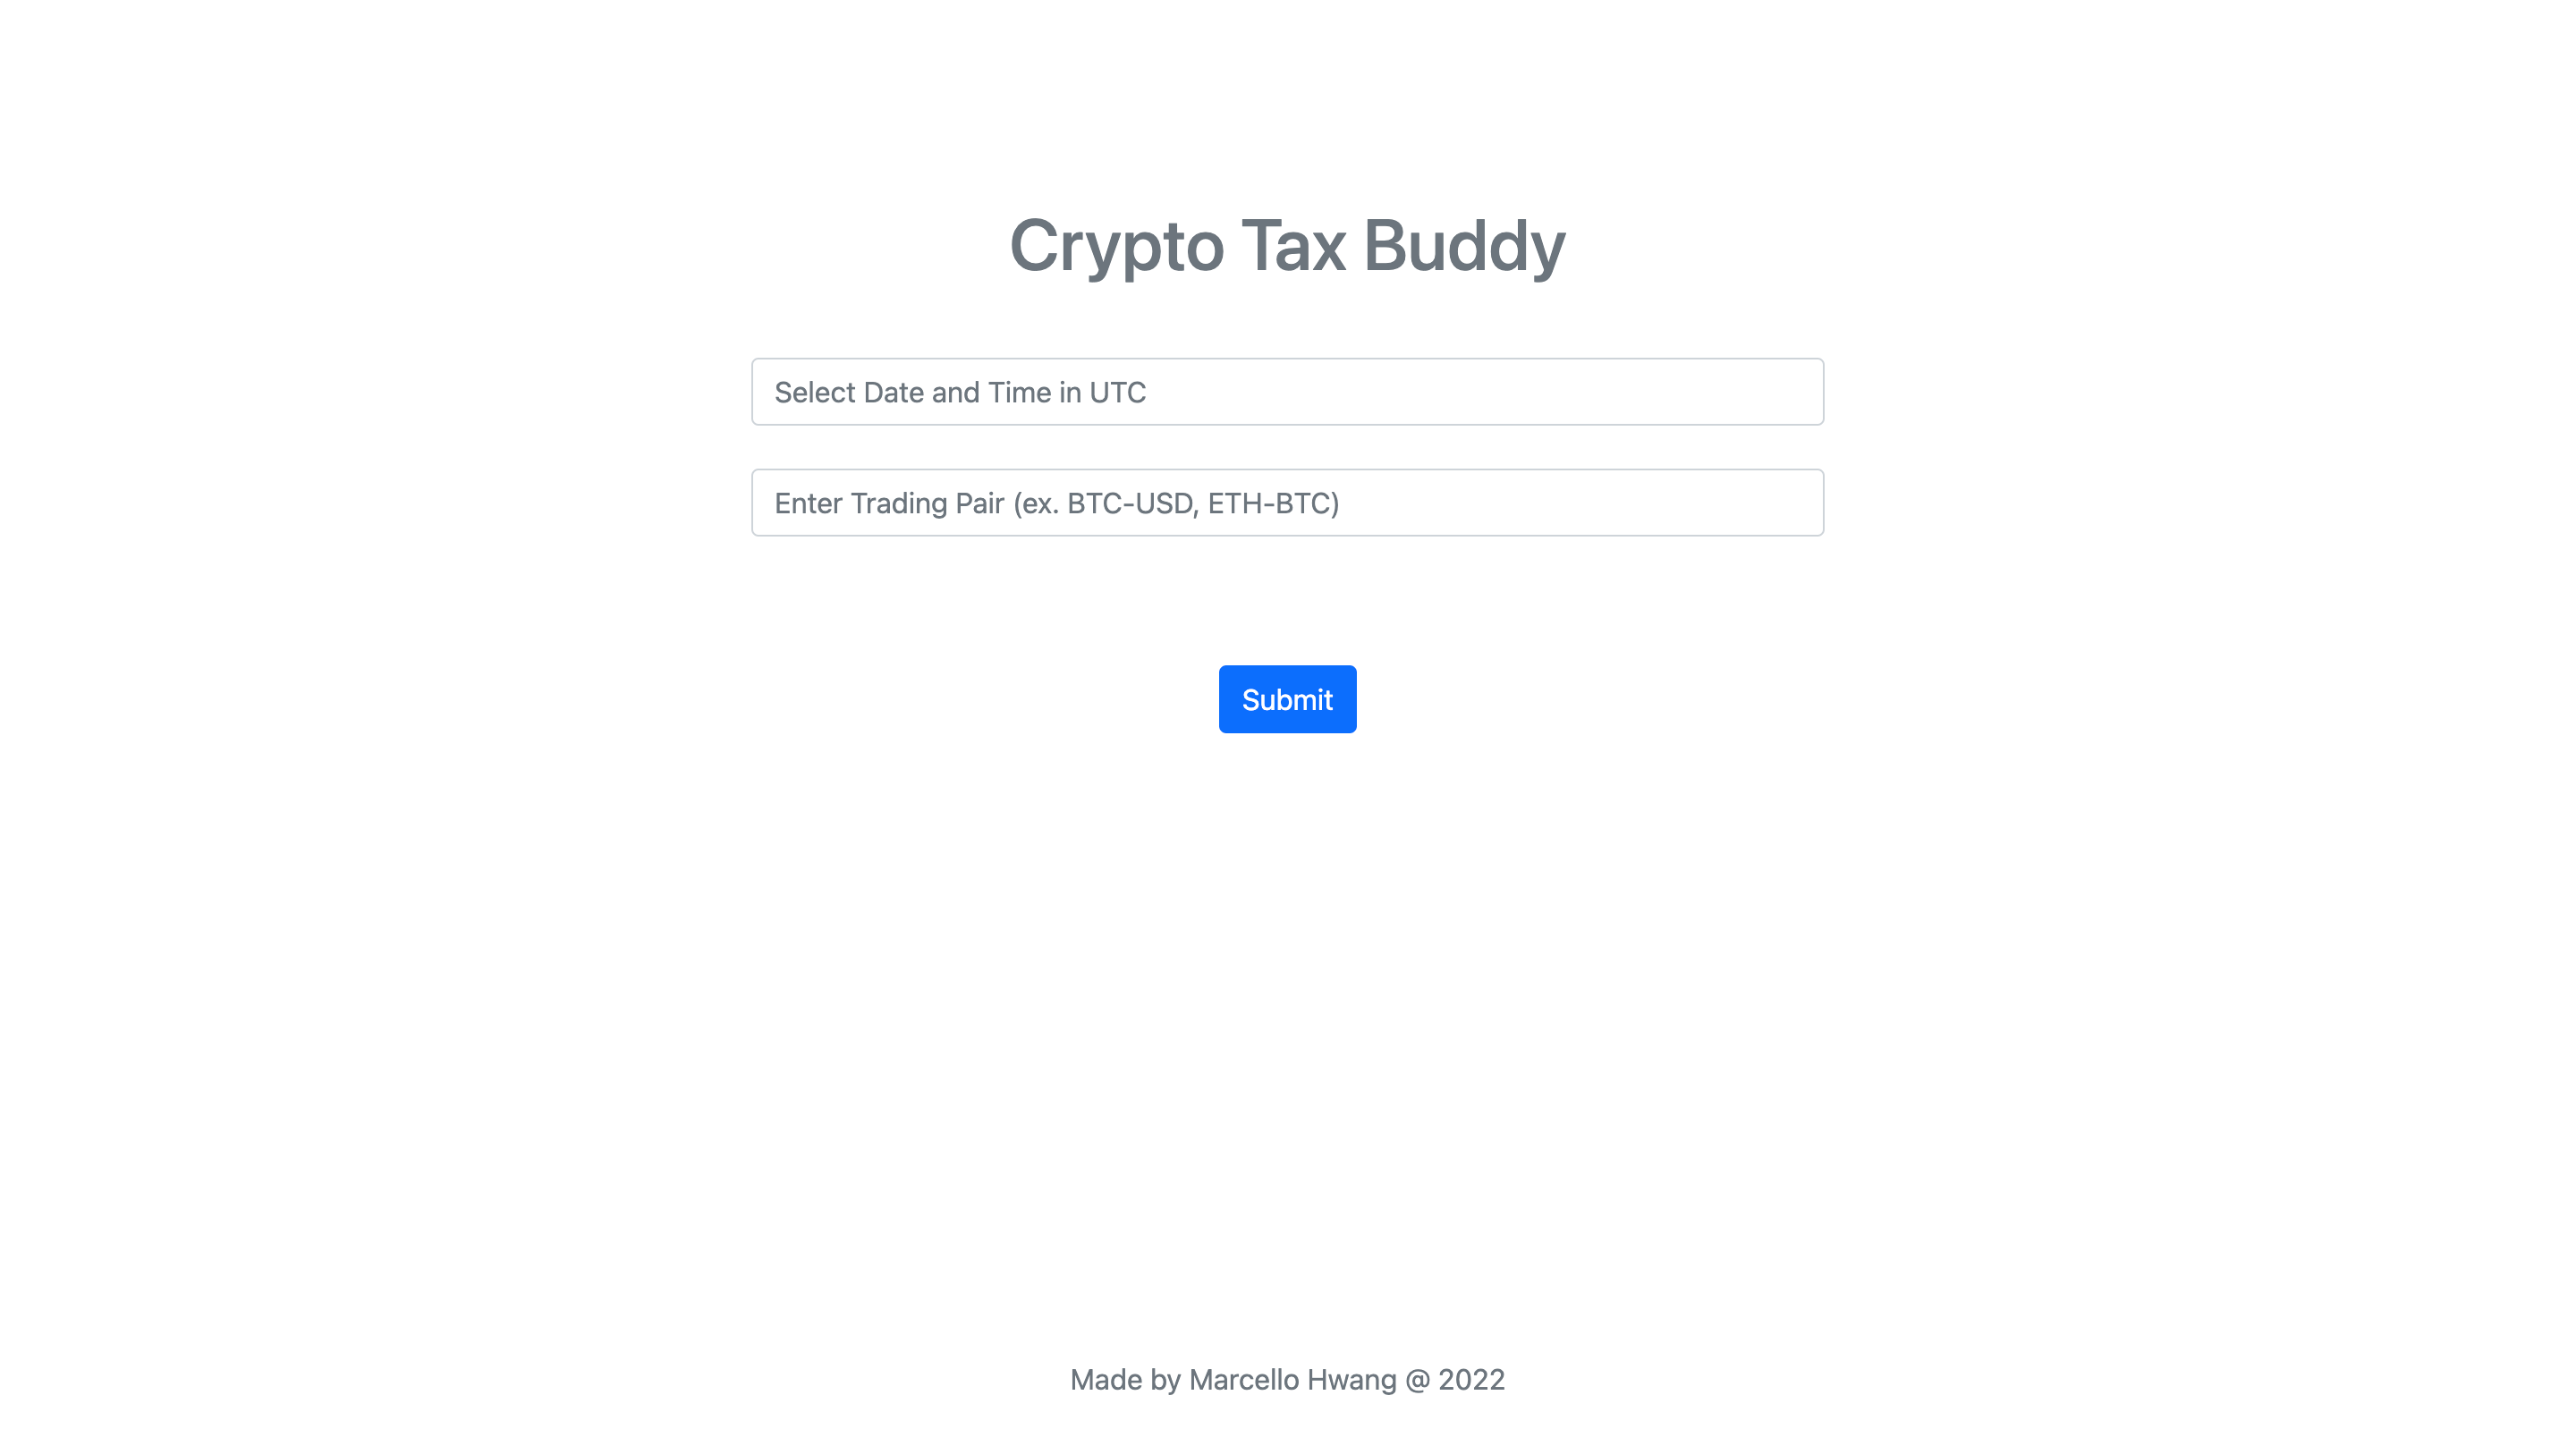 Crypto Tax Buddy
Select Date and Time in UTC
Enter Trading Pair (ex. BTC-USD, ETH-BTC)
Submit
Made by Marcello Hwang @ 2022